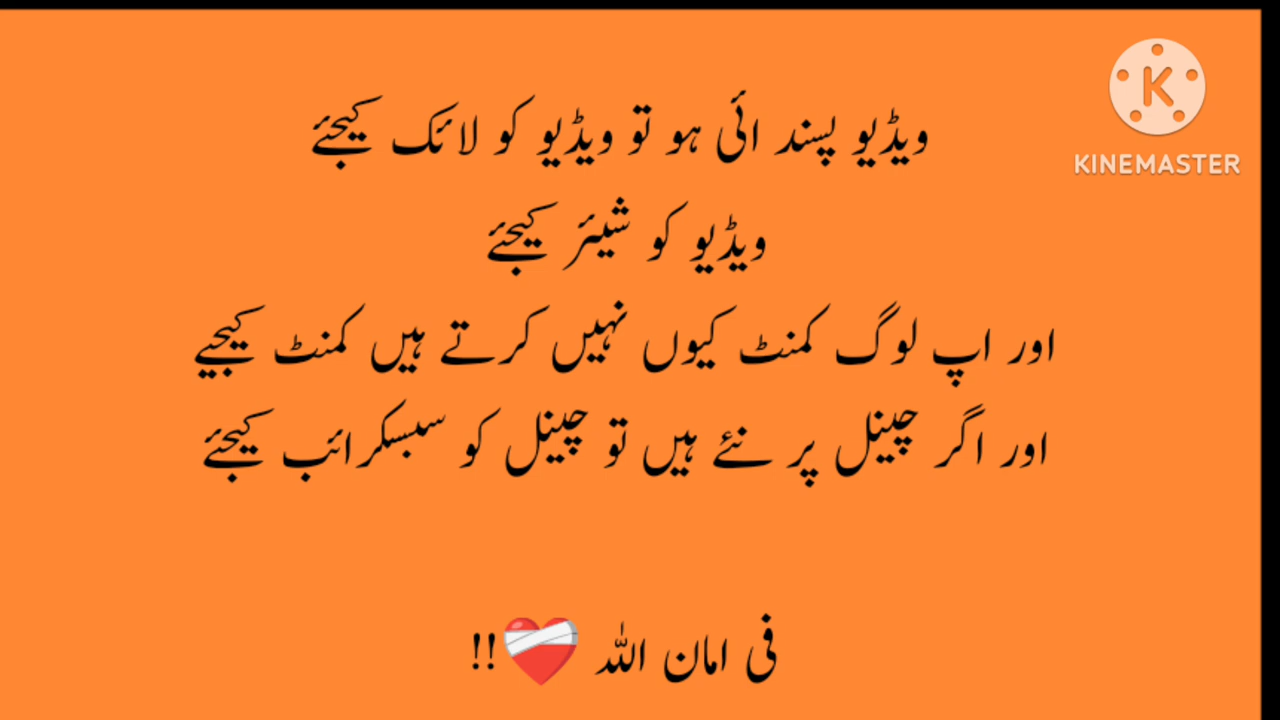 ویڈیو پسند ائی ہو تو ویڈیو کو لائک کیجئے
ویڈیو کو شیئر کیجئے
اور اپ لوگ کمنٹ کیوں نہیں کرتے ہیں کمنٹ کیجیے
اور اگر چینل پر نئے ہیں تو چینل کو سبسکرائب کیجئے
فی امان اللہ ❤️‍🩹!!
KINEMASTER